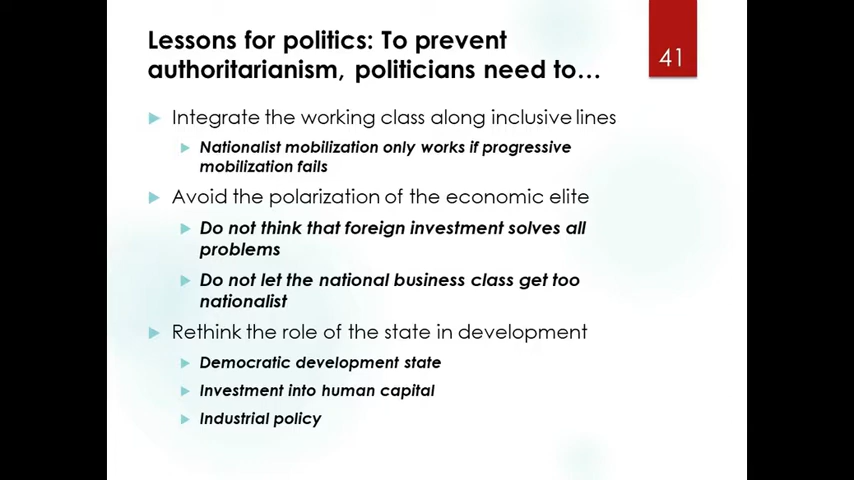 Lessons for politics: To prevent
authoritarianism, politicians need to…
41
Integrate the working class along inclusive lines
Nationalist mobilization only works if progressive
mobilization fails
Avoid the polarization of the economic elite
Do not think that foreign investment solves all
problems
Do not let the national business class get too
nationalist
Rethink the role of the state in development
Democratic development state
Investment into human capital
Industrial policy